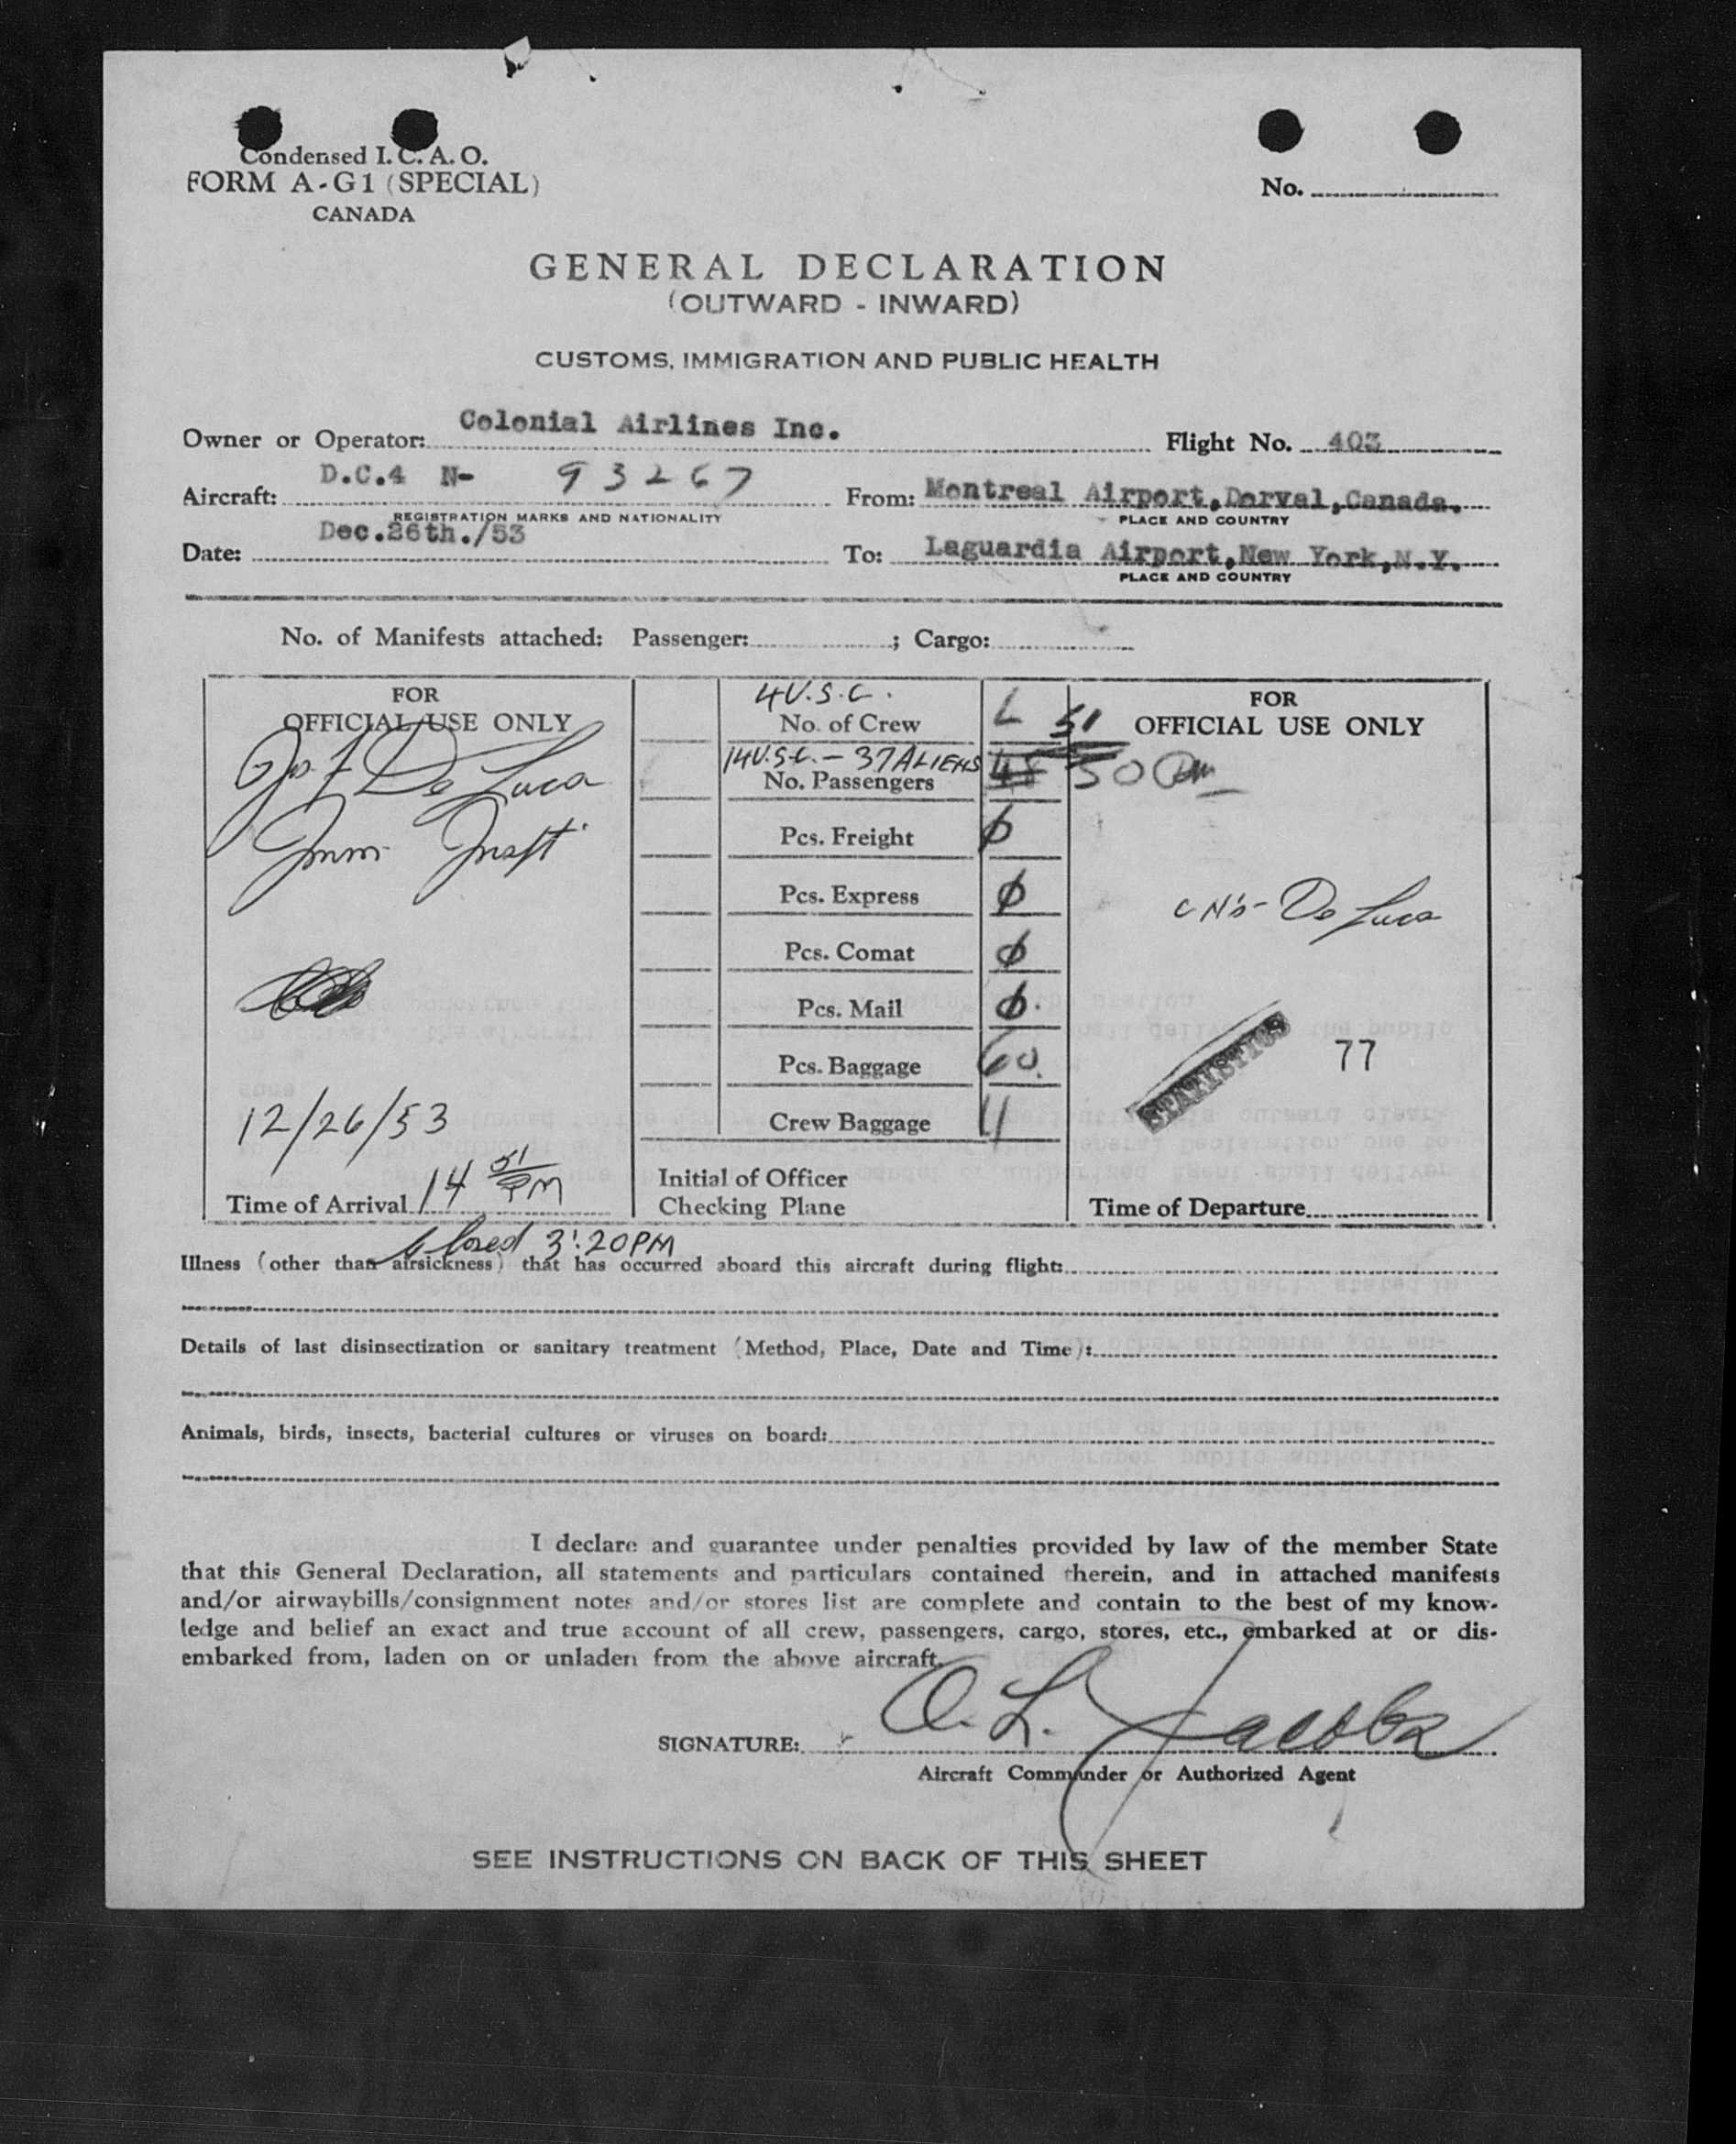 Condensed I. C. A. O.
FORM A-G1 (SPECIAL)
CANADA
No.
GENERAL DECLARATION
(OUTWARD - INWARD)
CUSTOMS, IMMIGRATION AND PUBLIC HEALTH
Owner or Operator: Colonial Airlines Inc. Flight No. 403
Aircraft: D.C.4 N- 93267 From: Montreal Airport,Dorval,Canada.
REGISTRATION MARKS AND NATIONALITY PLACE AND COUNTRY
Date: Dec.26th./53 To: Laguardia Airport,New York,N.Y.
PLACE AND COUNTRY
No. of Manifests attached: Passenger: ; Cargo:
FOR
OFFICIAL USE ONLY
De Luca
Imm Inspt
12/26/53
Time of Arrival 14 51 PM
4 U.S.C.
No. of Crew
51
14 U.S.C. - 37 ALIENS
No. Passengers 48 50
Pcs. Freight ϕ
Pcs. Express ϕ
Pcs. Comat ϕ
Pcs. Mail ϕ.
Pcs. Baggage 60.
Crew Baggage 4
Initial of Officer
Checking Plane
FOR
OFFICIAL USE ONLY
De Luca
STATISTICS
77
Time of Departure
Closed 3:20PM
Illness (other than airsickness) that has occurred aboard this aircraft during flight:
Details of last disinsectization or sanitary treatment (Method, Place, Date and Time):
Animals, birds, insects, bacterial cultures or viruses on board:
I declare and guarantee under penalties provided by law of the member State
that this General Declaration, all statements and particulars contained therein, and in attached manifests
and/or airwaybills/consignment notes and/or stores list are complete and contain to the best of my know-
ledge and belief an exact and true account of all crew, passengers, cargo, stores, etc., embarked at or dis-
embarked from, laden on or unladen from the above aircraft.
SIGNATURE: O. L. Jacobs
Aircraft Commander or Authorized Agent
SEE INSTRUCTIONS ON BACK OF THIS SHEET